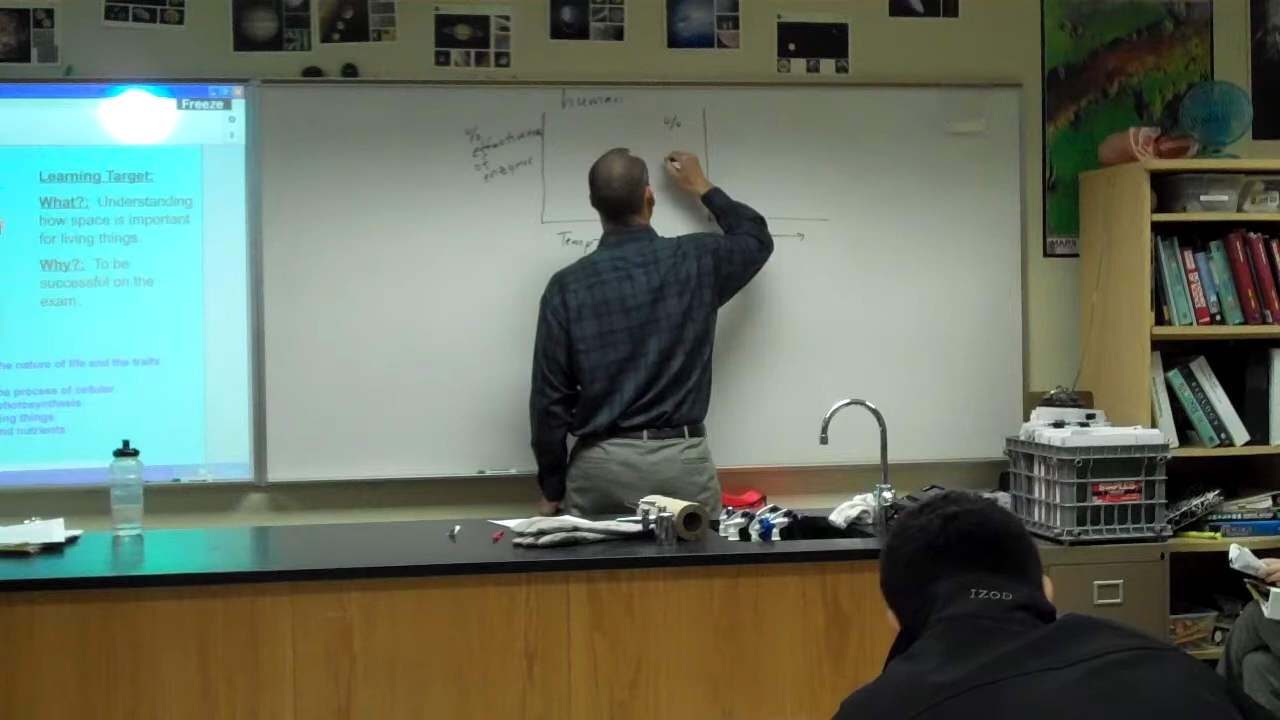 Freeze
Learning Target:
What?: Understanding
how space is important
for living things.
Why?: To be
successful on the
exam.
he nature of life and the traits
e process of cellular
photosynthesis
ing things
nd nutrients
human
%
effectiveness
of
enzyme
%
Temp
MARS
IZOD